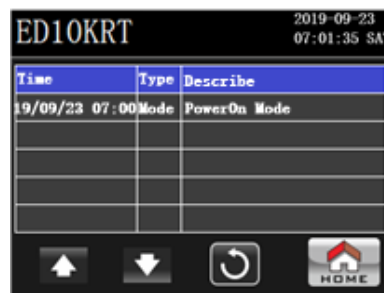 ED10KRT
2019-09-23
07:01:35 SA
Time Type Describe
19/09/23 07:00 Mode PowerOn Mode
HOME